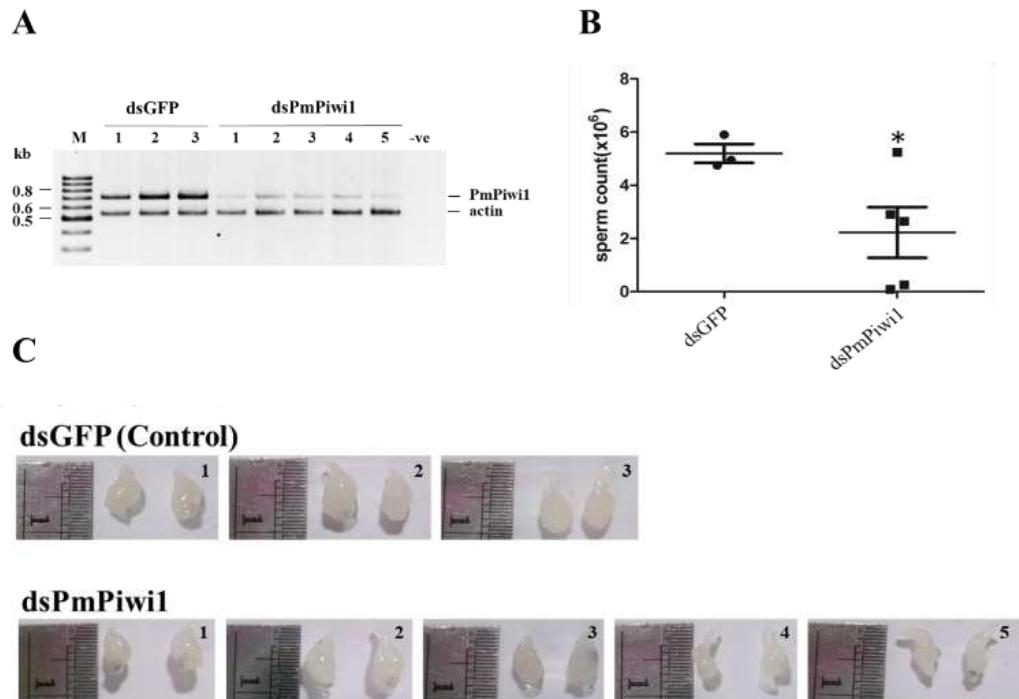 A
dsGFP dsPmPiwi1
M 1 2 3 1 2 3 4 5 -ve
kb
0.8 PmPiwi1
0.6 actin
0.5
B
sperm count(x10⁶)
8
6
4
2
0
*
dsGFP dsPmPiwi1
C
dsGFP (Control)
1 2 3
dsPmPiwi1
1 2 3 4 5